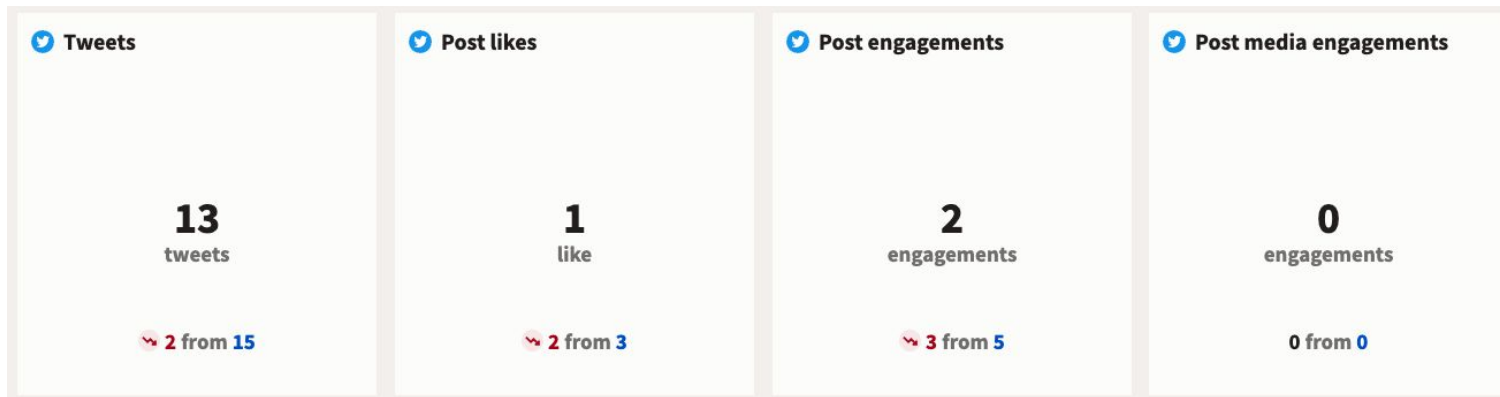 Tweets
13
tweets
2 from 15
Post likes
1
like
2 from 3
Post engagements
2
engagements
3 from 5
Post media engagements
0
engagements
0 from 0